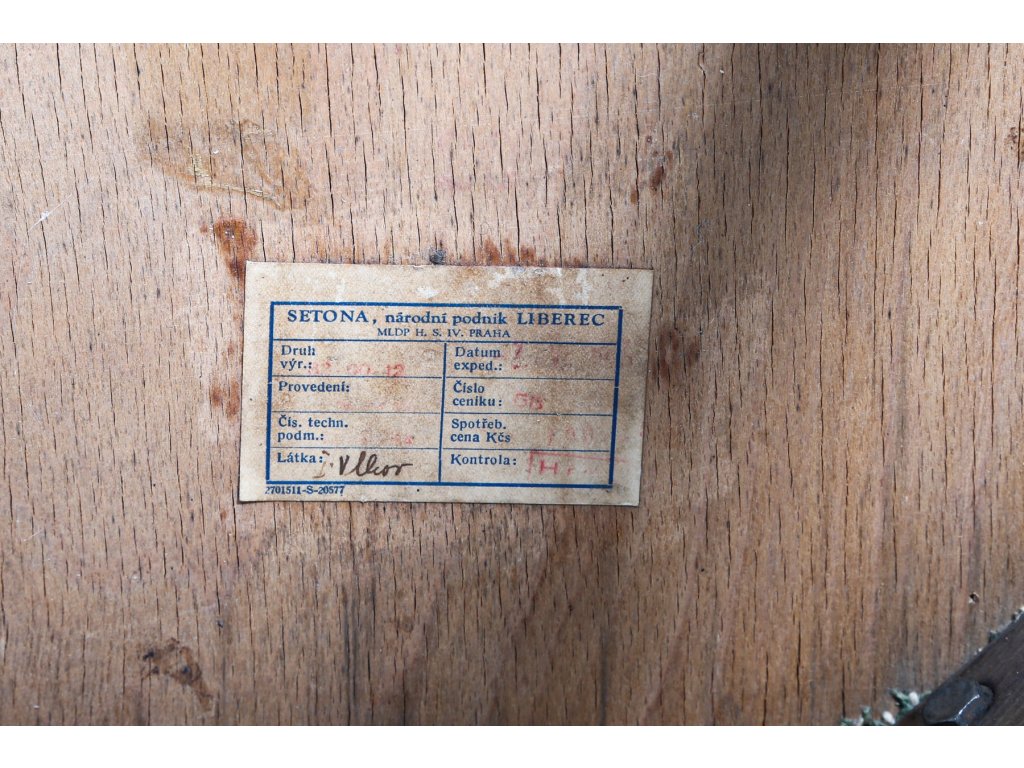 SETONA, národní podnik LIBEREC
MLDP H. S. IV. PRAHA
Druh
výr.:
Datum
exped.:
Provedení:
Číslo
ceníku:
Čís. techn.
podm.:
Spotřeb.
cena Kčs
Látka:
Kontrola:
2701511-S-20577